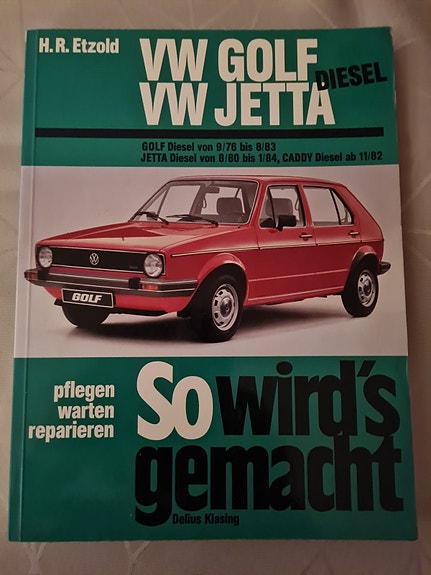 H. R. Etzold
VW GOLF
VW JETTA
DIESEL
GOLF Diesel von 9/76 bis 8/83
JETTA Diesel von 8/80 bis 1/84, CADDY Diesel ab 11/82
GOLF
pflegen
warten
reparieren
So wird's
gemacht
Delius Klasing